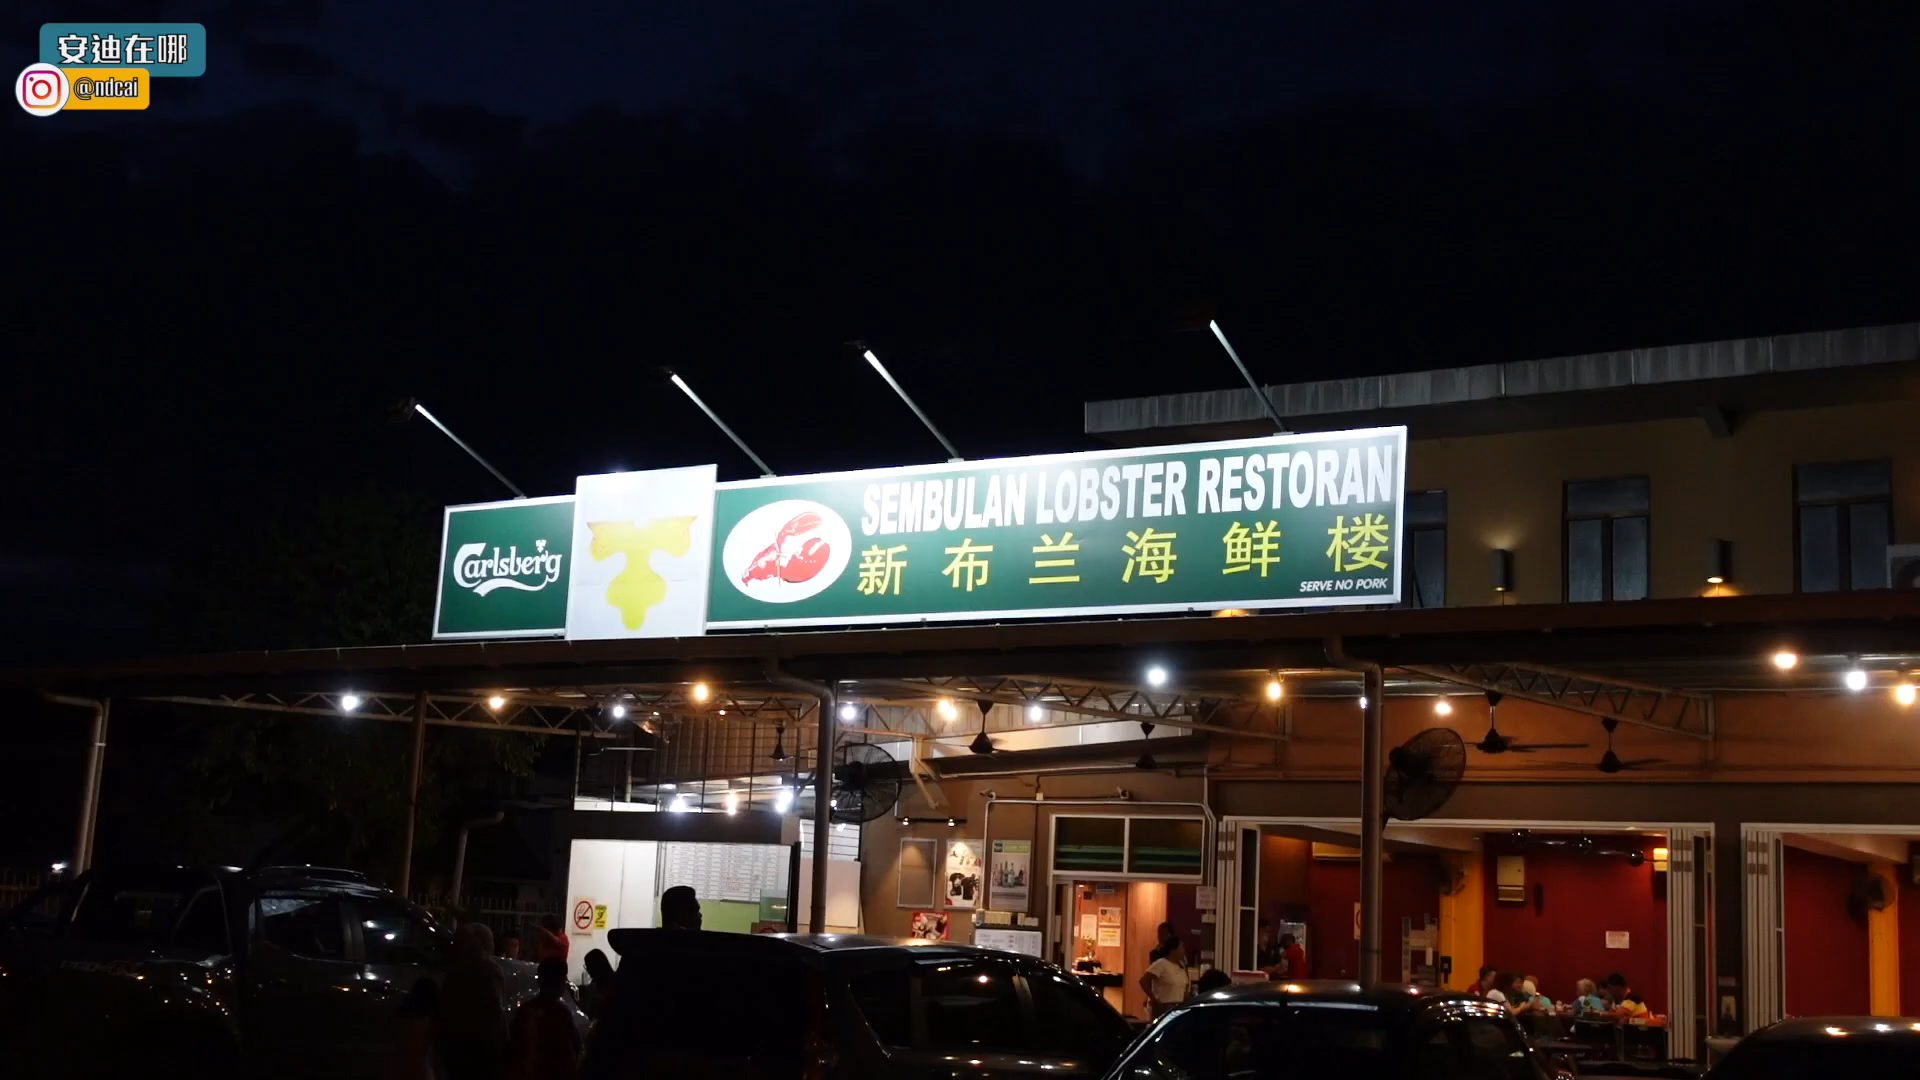 安迪在哪
@ndcai
Carlsberg
SEMBULAN LOBSTER RESTORAN
新布兰海鲜楼
SERVE NO PORK